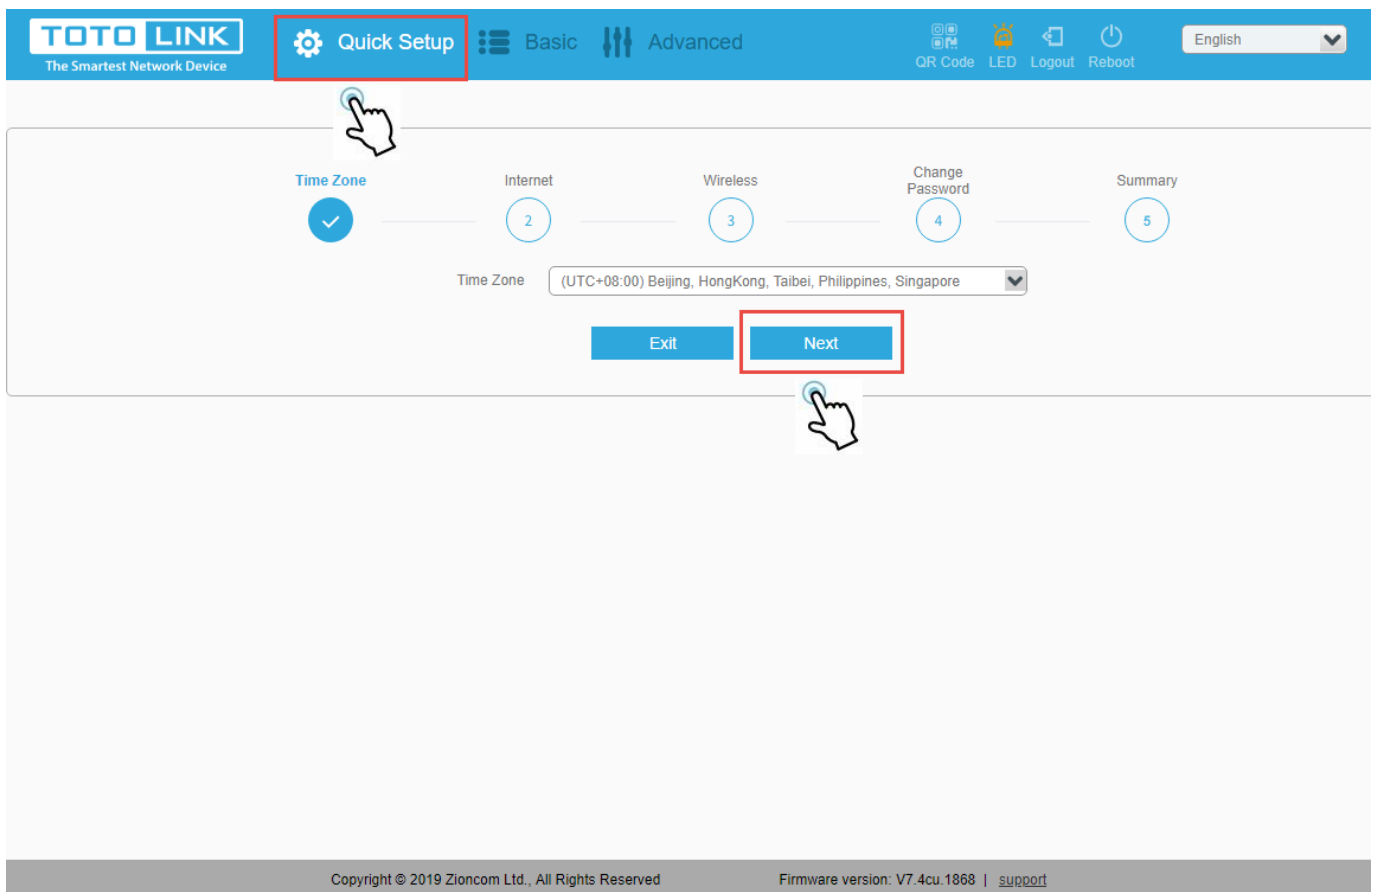 TOTO LINK
The Smartest Network Device
Quick Setup
Basic
Advanced
QR Code
LED
Logout
Reboot
English
Time Zone
Internet
Wireless
Change
Password
Summary
2
3
4
5
Time Zone
(UTC+08:00) Beijing, HongKong, Taibei, Philippines, Singapore
Exit
Next
Copyright © 2019 Zioncom Ltd., All Rights Reserved
Firmware version: V7.4cu.1868 | support